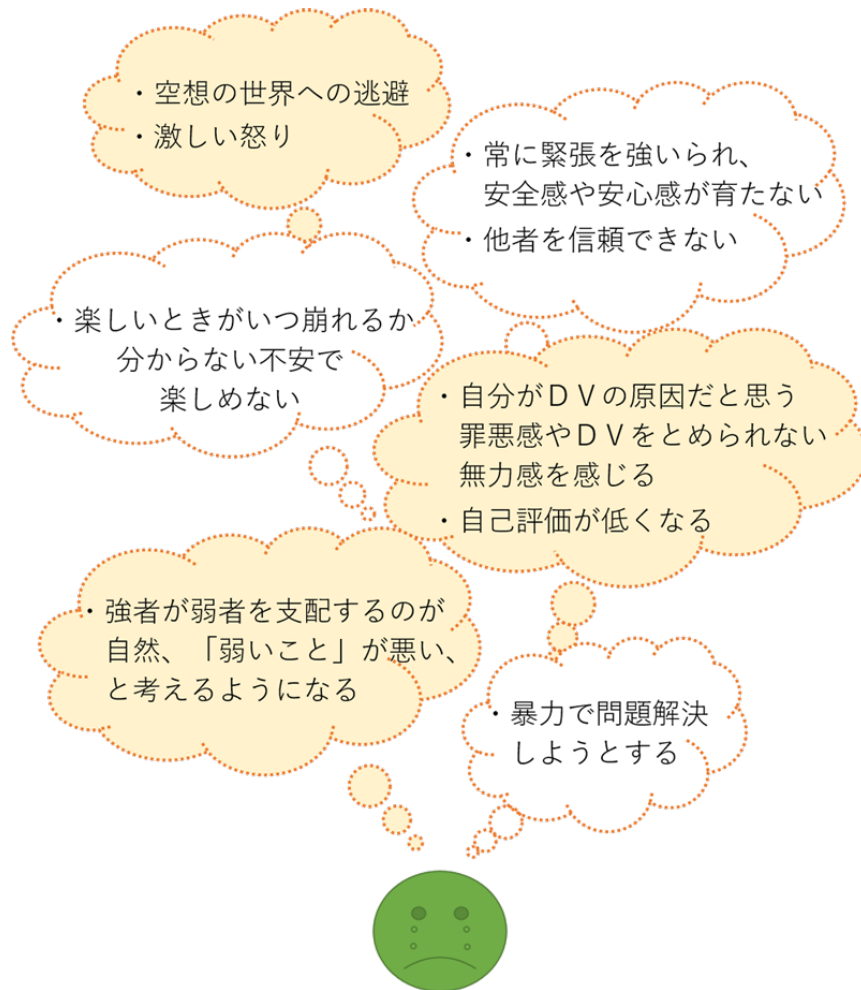 ・空想の世界への逃避
・激しい怒り
・常に緊張を強いられ、
安全感や安心感が育たない
・他者を信頼できない
・楽しいときがいつ崩れるか
分からない不安で
楽しめない
・自分がＤＶの原因だと思う
罪悪感やＤＶをとめられない
無力感を感じる
・自己評価が低くなる
・強者が弱者を支配するのが
自然、「弱いこと」が悪い、
と考えるようになる
・暴力で問題解決
しようとする